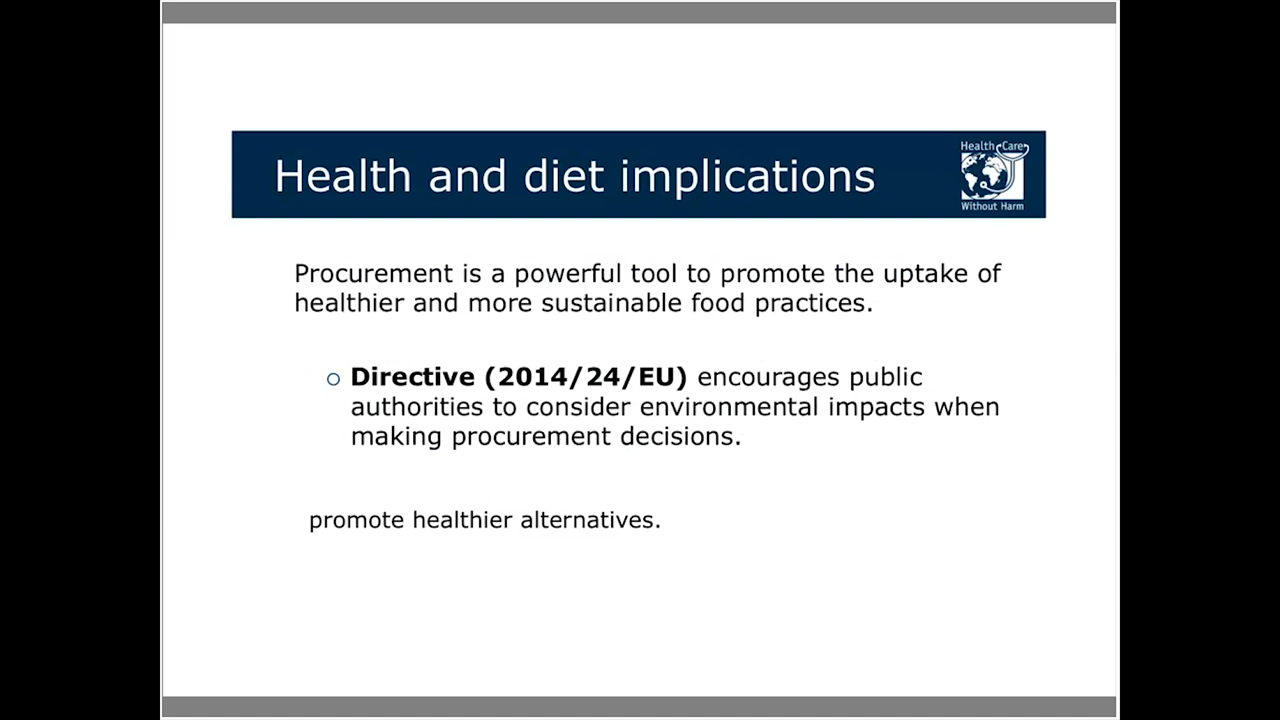 Health and diet implications
Health Care
Without Harm
Procurement is a powerful tool to promote the uptake of
healthier and more sustainable food practices.
Directive (2014/24/EU) encourages public
authorities to consider environmental impacts when
making procurement decisions.
promote healthier alternatives.